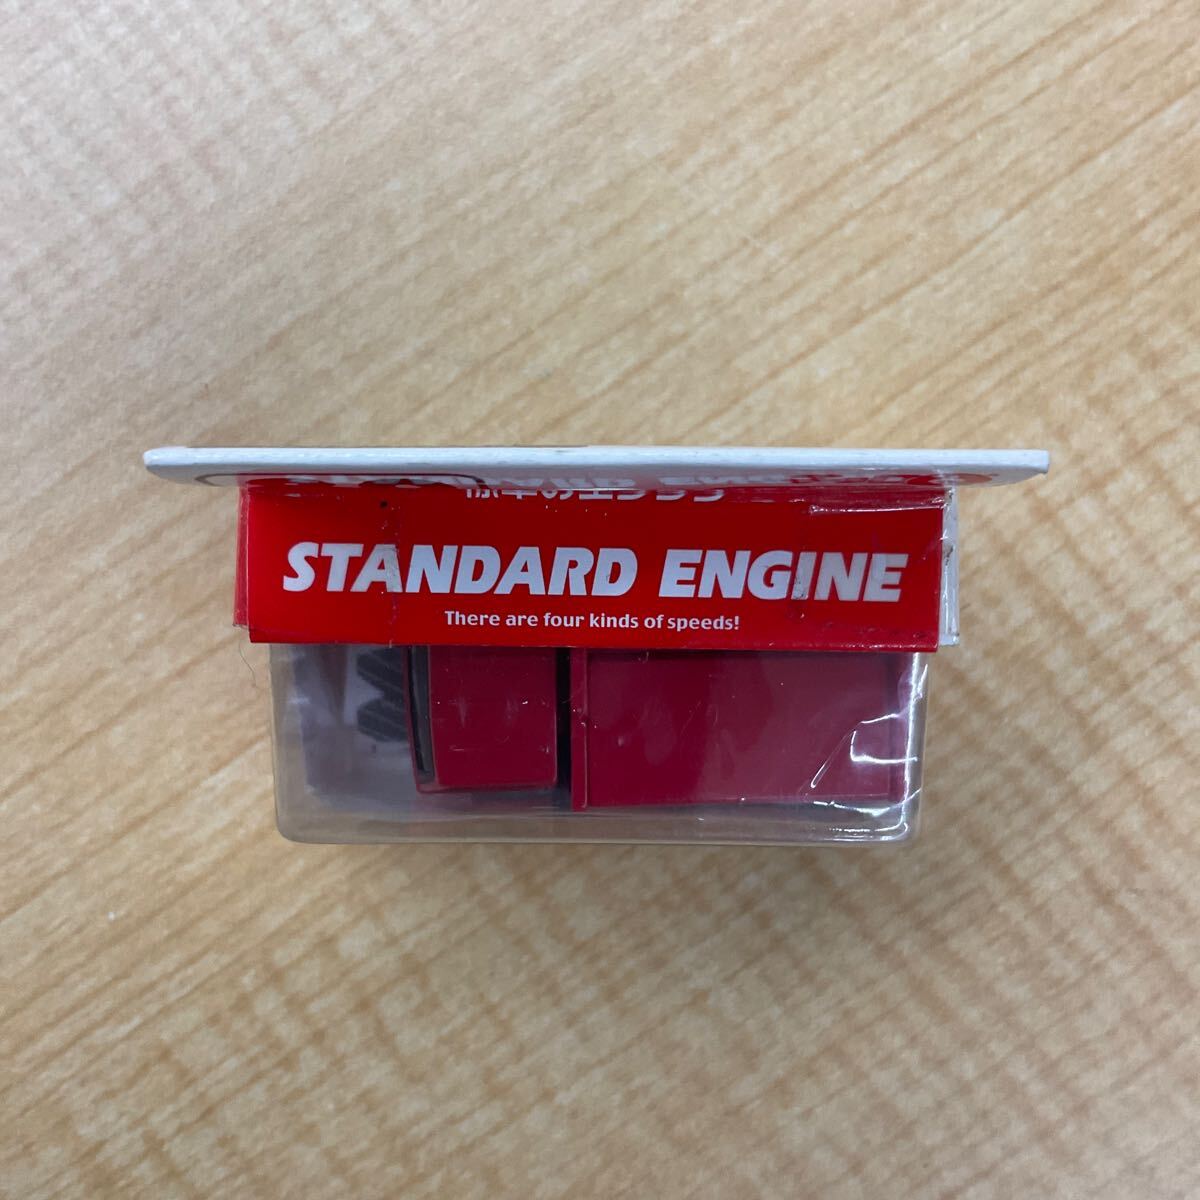 STANDARD ENGINE
There are four kinds of speeds!